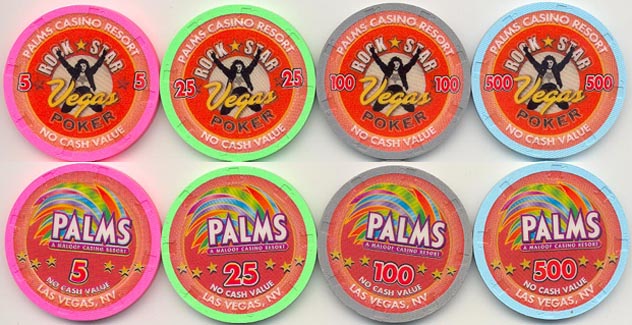 PALMS CASINO RESORT
ROCK ★ STAR
5 5
Vegas
POKER
NO CASH VALUE
PALMS CASINO RESORT
ROCK ★ STAR
25 25
Vegas
POKER
NO CASH VALUE
PALMS CASINO RESORT
ROCK ★ STAR
100 100
Vegas
POKER
NO CASH VALUE
PALMS CASINO RESORT
ROCK ★ STAR
500 500
Vegas
POKER
NO CASH VALUE
PALMS
A MALOOF CASINO RESORT
5
NO CASH VALUE
LAS VEGAS, NV
PALMS
A MALOOF CASINO RESORT
25
NO CASH VALUE
LAS VEGAS, NV
PALMS
A MALOOF CASINO RESORT
100
NO CASH VALUE
LAS VEGAS, NV
PALMS
A MALOOF CASINO RESORT
500
NO CASH VALUE
LAS VEGAS, NV